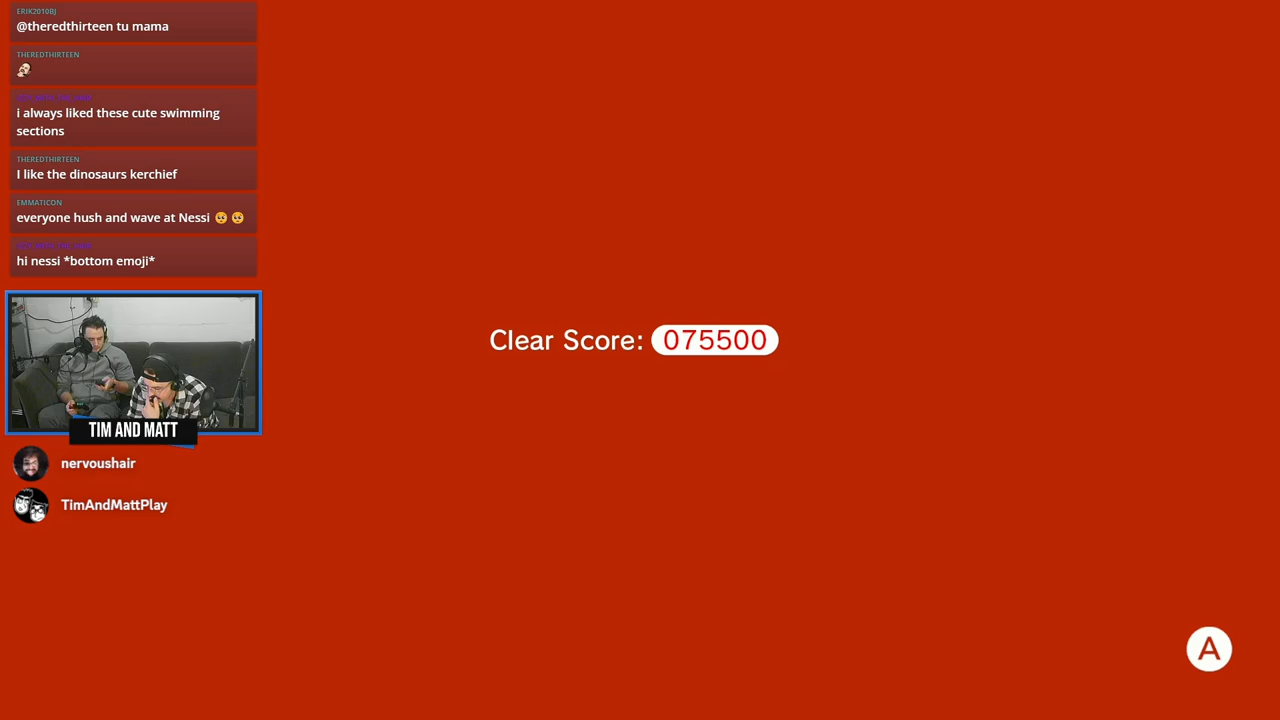 ERIK2010BJ
@theredthirteen tu mama
THEREDTHIRTEEN
i always liked these cute swimming
sections
THEREDTHIRTEEN
I like the dinosaurs kerchief
EMMATICON
everyone hush and wave at Nessi 🥺 🥺
hi nessi *bottom emoji*
Clear Score: 075500
TIM AND MATT
nervoushair
TimAndMattPlay
A